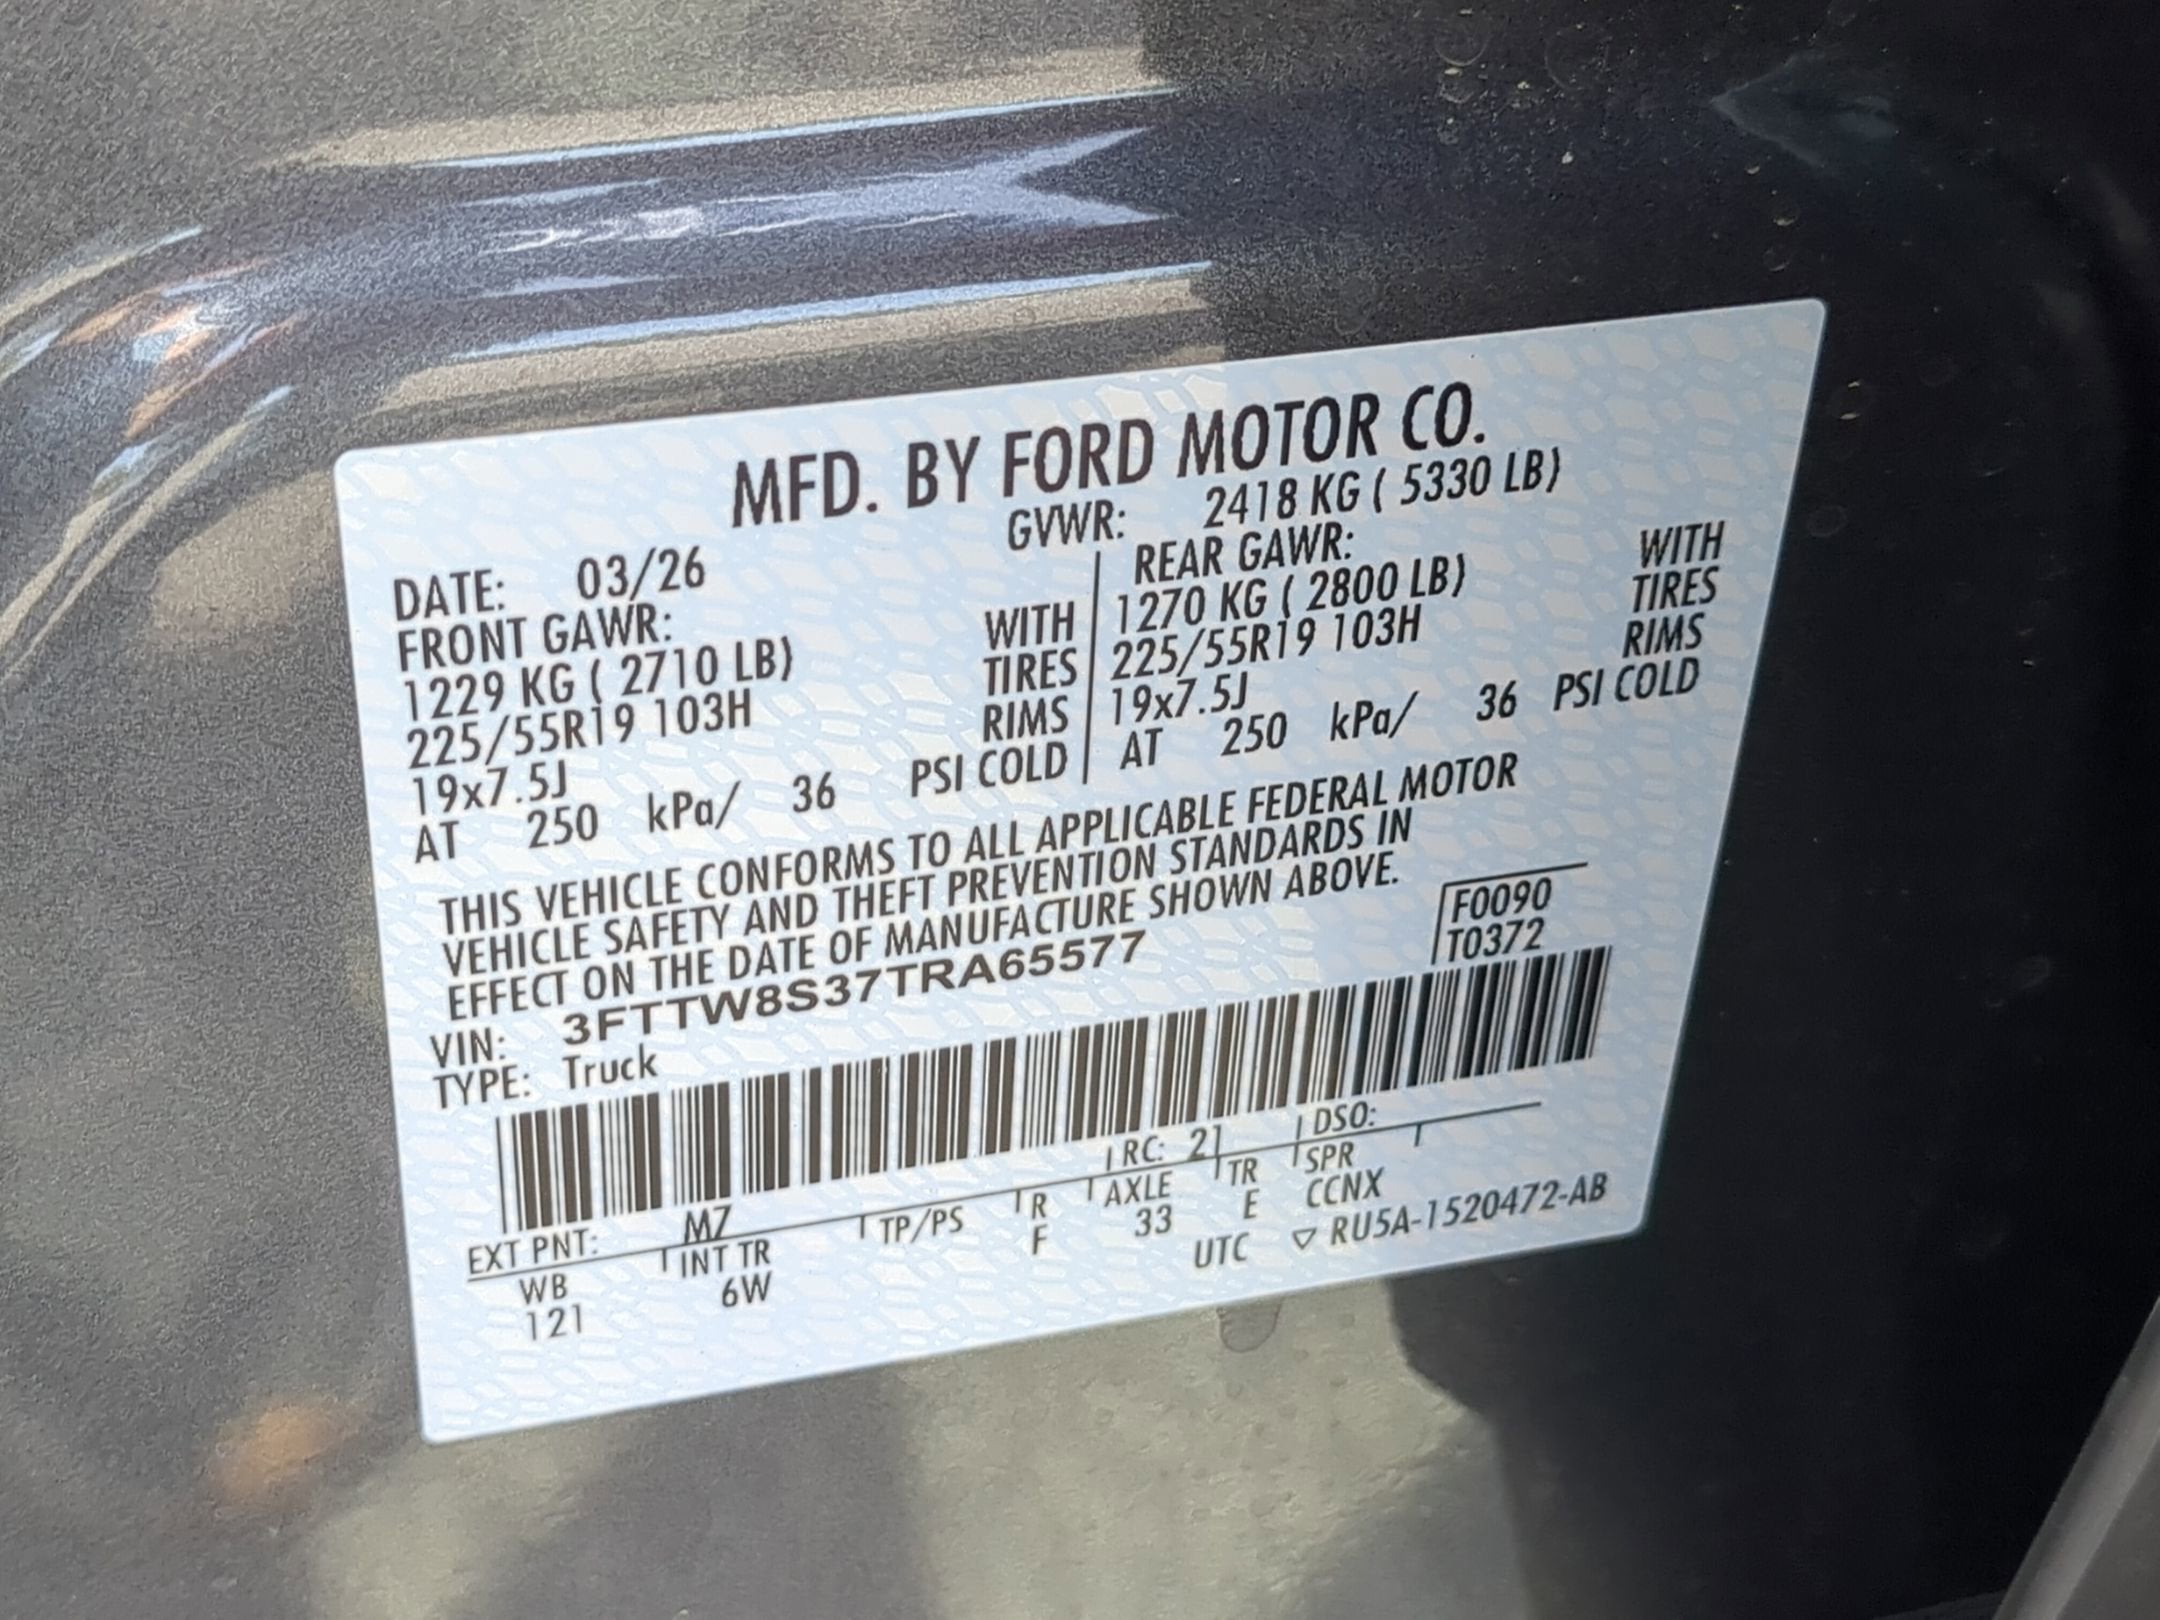 MFD. BY FORD MOTOR CO.
DATE: 03/26 GVWR: 2418 KG ( 5330 LB)
FRONT GAWR: REAR GAWR:
1229 KG ( 2710 LB) WITH 1270 KG ( 2800 LB) WITH
225/55R19 103H TIRES 225/55R19 103H TIRES
19x7.5J RIMS 19x7.5J RIMS
AT 250 kPa/ 36 PSI COLD AT 250 kPa/ 36 PSI COLD
THIS VEHICLE CONFORMS TO ALL APPLICABLE FEDERAL MOTOR
VEHICLE SAFETY AND THEFT PREVENTION STANDARDS IN
EFFECT ON THE DATE OF MANUFACTURE SHOWN ABOVE.
F0090
T0372
VIN: 3FTTW8S37TRA65577
TYPE: Truck
EXT PNT: MZ RC: 21 DSO:
WB INT TR TP/PS R AXLE TR SPR
121 6W F 33 E CCNX
UTC ▽ RU5A-1520472-AB